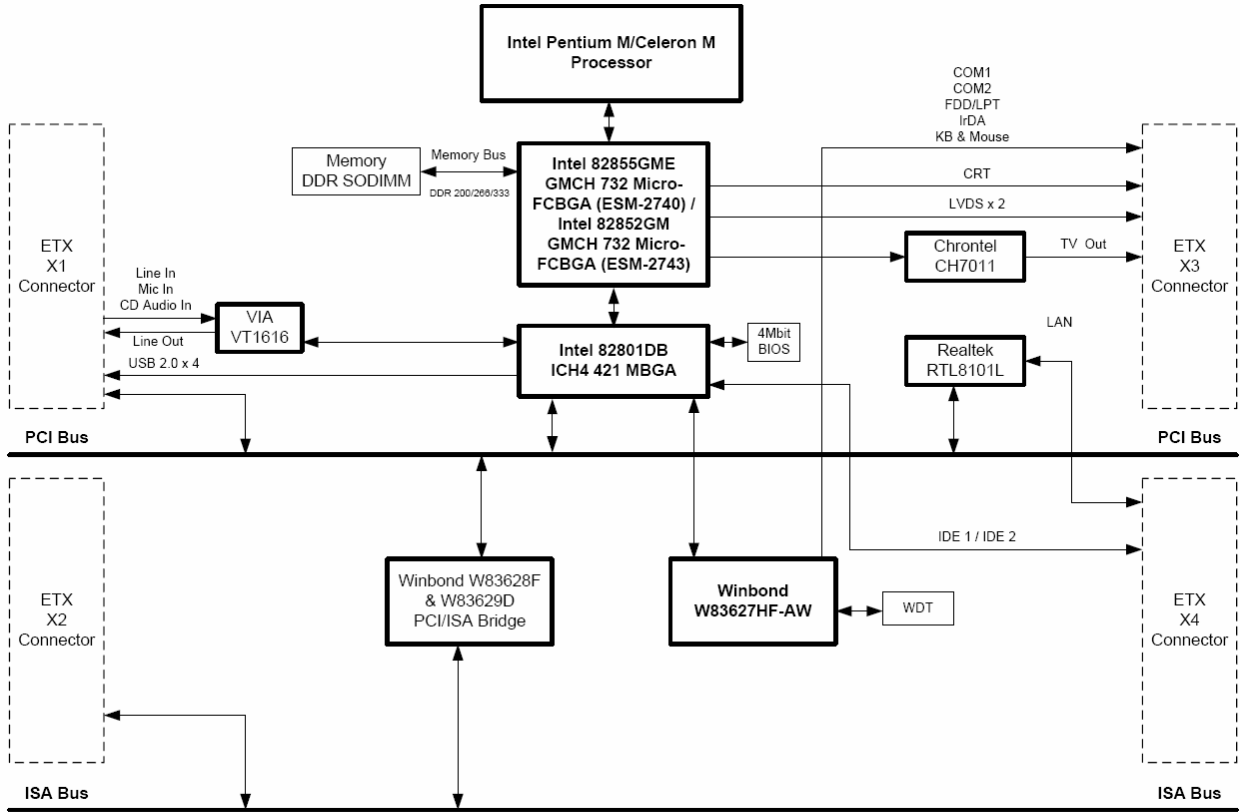 Intel Pentium M/Celeron M
Processor
COM1
COM2
FDD/LPT
IrDA
KB & Mouse
Memory
DDR SODIMM
Memory Bus
DDR 200/266/333
Intel 82855GME
GMCH 732 Micro-
FCBGA (ESM-2740) /
Intel 82852GM
GMCH 732 Micro-
FCBGA (ESM-2743)
CRT
LVDS x 2
Chrontel
CH7011
TV Out
ETX
X1
Connector
ETX
X3
Connector
Line In
Mic In
CD Audio In
VIA
VT1616
Line Out
USB 2.0 x 4
Intel 82801DB
ICH4 421 MBGA
4Mbit
BIOS
LAN
Realtek
RTL8101L
PCI Bus
PCI Bus
ETX
X2
Connector
Winbond W83628F
& W83629D
PCI/ISA Bridge
Winbond
W83627HF-AW
WDT
IDE 1 / IDE 2
ETX
X4
Connector
ISA Bus
ISA Bus